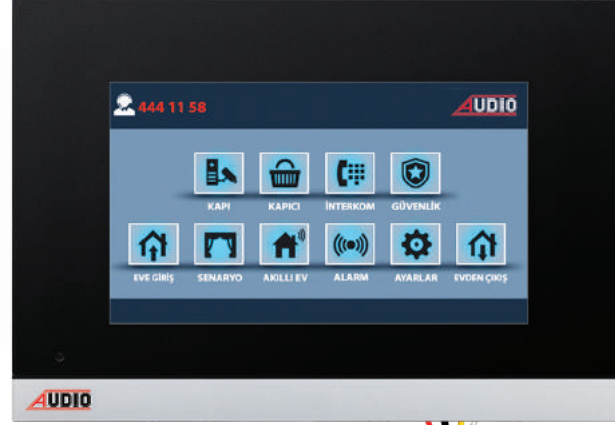 444 11 58
AUDIO
KAPI
KAPICI
İNTERKOM
GÜVENLİK
EVE GİRİŞ
SENARYO
AKILLI EV
ALARM
AYARLAR
EVDEN ÇIKIŞ
AUDIO